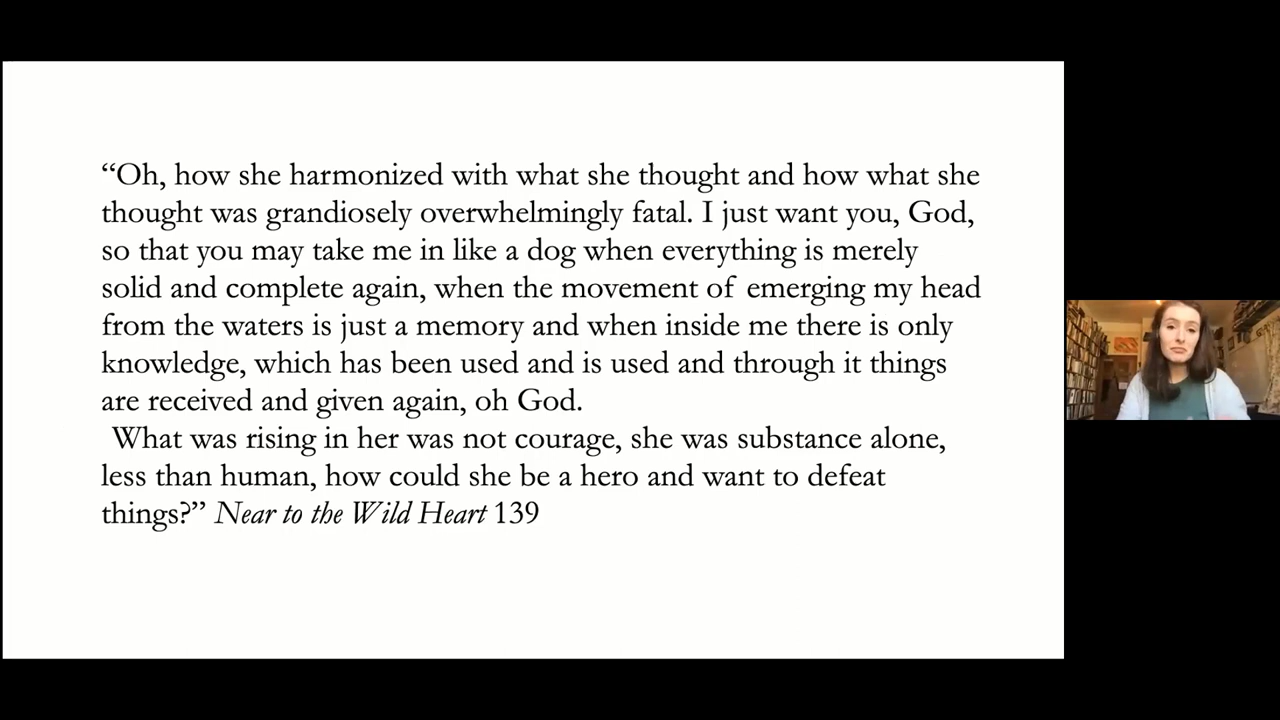 “Oh, how she harmonized with what she thought and how what she
thought was grandiosely overwhelmingly fatal. I just want you, God,
so that you may take me in like a dog when everything is merely
solid and complete again, when the movement of emerging my head
from the waters is just a memory and when inside me there is only
knowledge, which has been used and is used and through it things
are received and given again, oh God.
What was rising in her was not courage, she was substance alone,
less than human, how could she be a hero and want to defeat
things?” Near to the Wild Heart 139